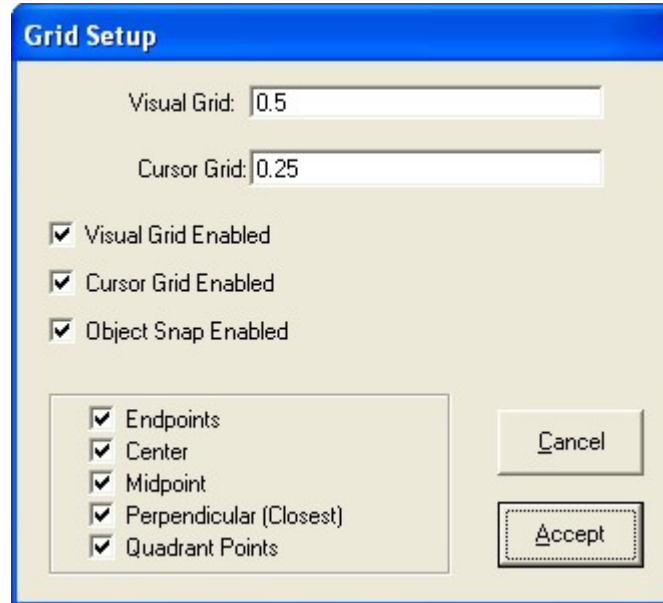 Grid Setup
Visual Grid: 0.5
Cursor Grid: 0.25
Visual Grid Enabled
Cursor Grid Enabled
Object Snap Enabled
Endpoints
Center
Midpoint
Perpendicular (Closest)
Quadrant Points
Cancel
Accept